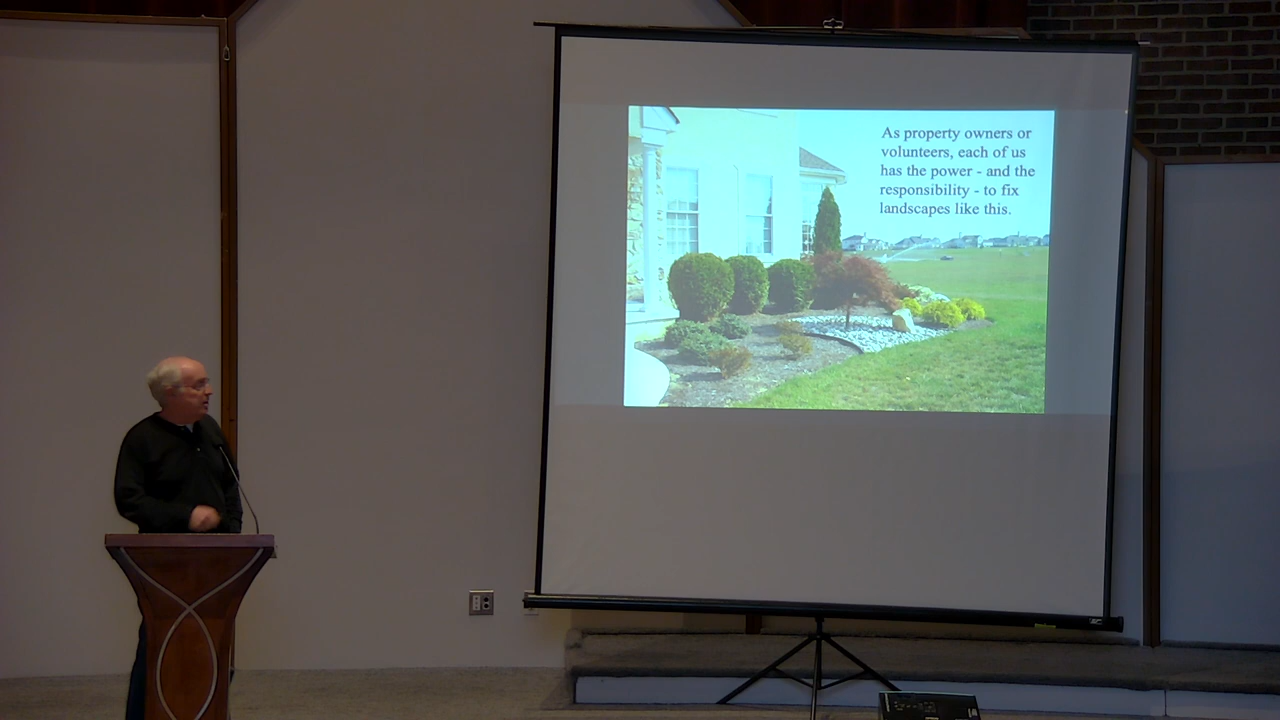 As property owners or
volunteers, each of us
has the power - and the
responsibility - to fix
landscapes like this.